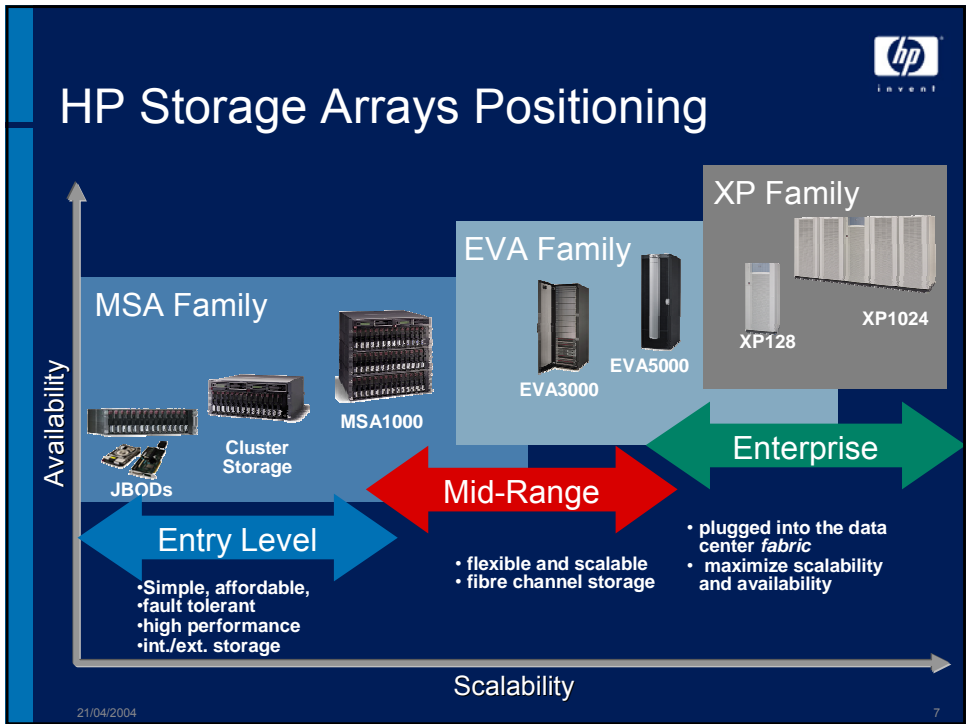 hp
invent
HP Storage Arrays Positioning
XP Family
EVA Family
MSA Family
XP1024
XP128
EVA5000
EVA3000
MSA1000
Cluster
Storage
JBODs
Availability
Enterprise
Mid-Range
Entry Level
• plugged into the data
center fabric
• maximize scalability
and availability
• flexible and scalable
• fibre channel storage
•Simple, affordable,
•fault tolerant
•high performance
•int./ext. storage
Scalability
21/04/2004
7